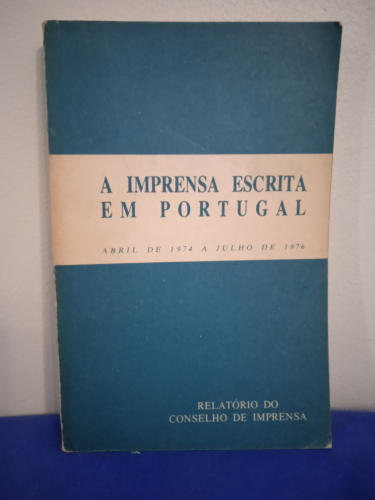 A IMPRENSA ESCRITA
EM PORTUGAL
ABRIL DE 1974 A JULHO DE 1976
RELATÓRIO DO
CONSELHO DE IMPRENSA